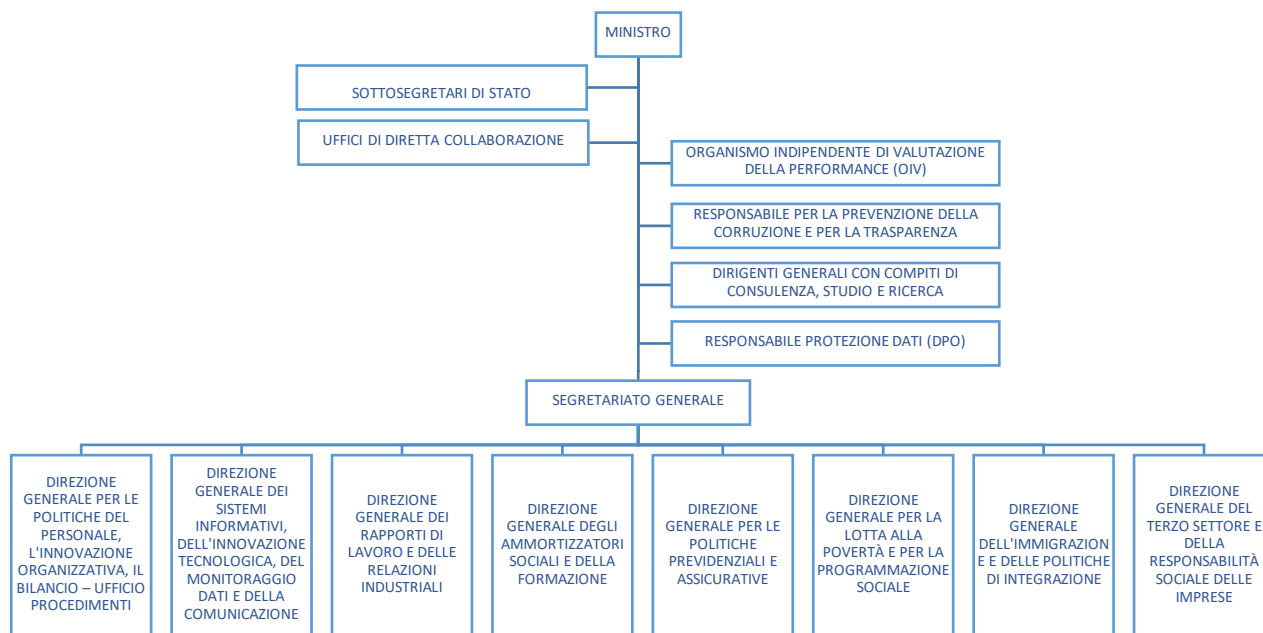 MINISTRO
SOTTOSEGRETARI DI STATO
UFFICI DI DIRETTA COLLABORAZIONE
ORGANISMO INDIPENDENTE DI VALUTAZIONE
DELLA PERFORMANCE (OIV)
RESPONSABILE PER LA PREVENZIONE DELLA
CORRUZIONE E PER LA TRASPARENZA
DIRIGENTI GENERALI CON COMPITI DI
CONSULENZA, STUDIO E RICERCA
RESPONSABILE PROTEZIONE DATI (DPO)
SEGRETARIATO GENERALE
DIREZIONE
GENERALE PER LE
POLITICHE DEL
PERSONALE,
L'INNOVAZIONE
ORGANIZZATIVA, IL
BILANCIO – UFFICIO
PROCEDIMENTI
DIREZIONE
GENERALE DEI
SISTEMI
INFORMATIVI,
DELL'INNOVAZIONE
TECNOLOGICA, DEL
MONITORAGGIO
DATI E DELLA
COMUNICAZIONE
DIREZIONE
GENERALE DEI
RAPPORTI DI
LAVORO E DELLE
RELAZIONI
INDUSTRIALI
DIREZIONE
GENERALE DEGLI
AMMORTIZZATORI
SOCIALI E DELLA
FORMAZIONE
DIREZIONE
GENERALE PER LE
POLITICHE
PREVIDENZIALI E
ASSICURATIVE
DIREZIONE
GENERALE PER LA
LOTTA ALLA
POVERTÀ E PER LA
PROGRAMMAZIONE
SOCIALE
DIREZIONE
GENERALE
DELL'IMMIGRAZION
E E DELLE POLITICHE
DI INTEGRAZIONE
DIREZIONE
GENERALE DEL
TERZO SETTORE E
DELLA
RESPONSABILITÀ
SOCIALE DELLE
IMPRESE